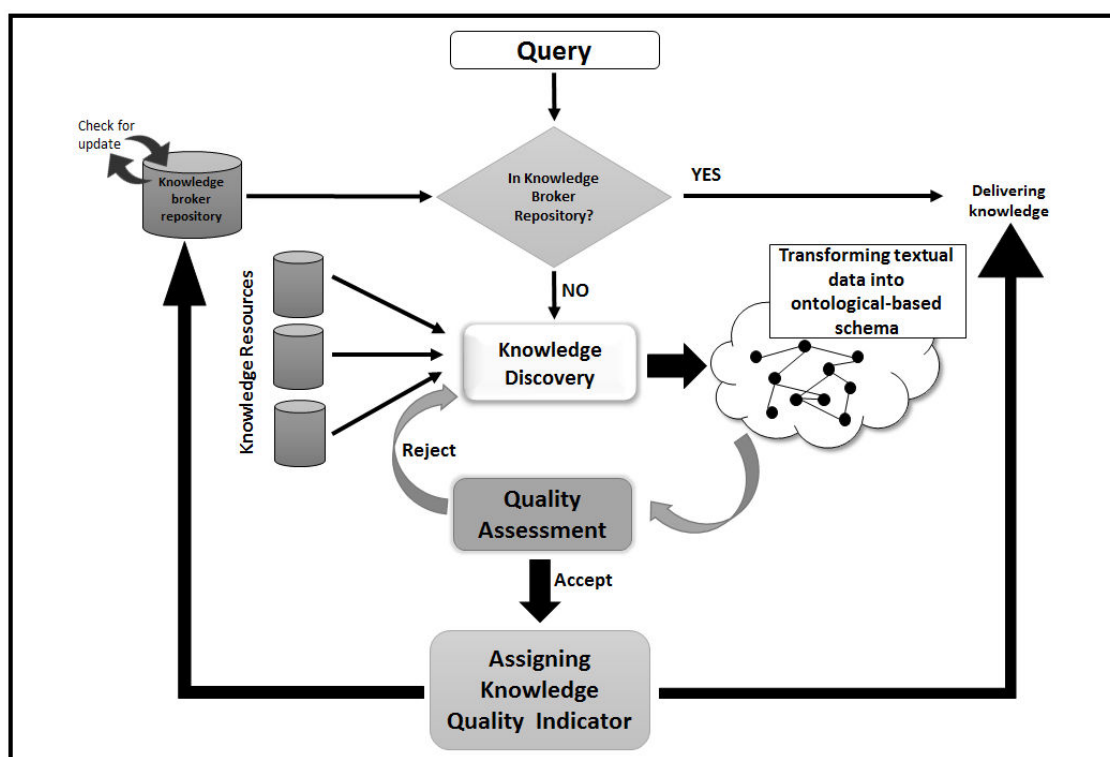 Query
Check for
update
Knowledge
broker
repository
In Knowledge
Broker
Repository?
YES
Delivering
knowledge
NO
Transforming textual
data into
ontological-based
schema
Knowledge Resources
Knowledge
Discovery
Reject
Quality
Assessment
Accept
Assigning
Knowledge
Quality Indicator